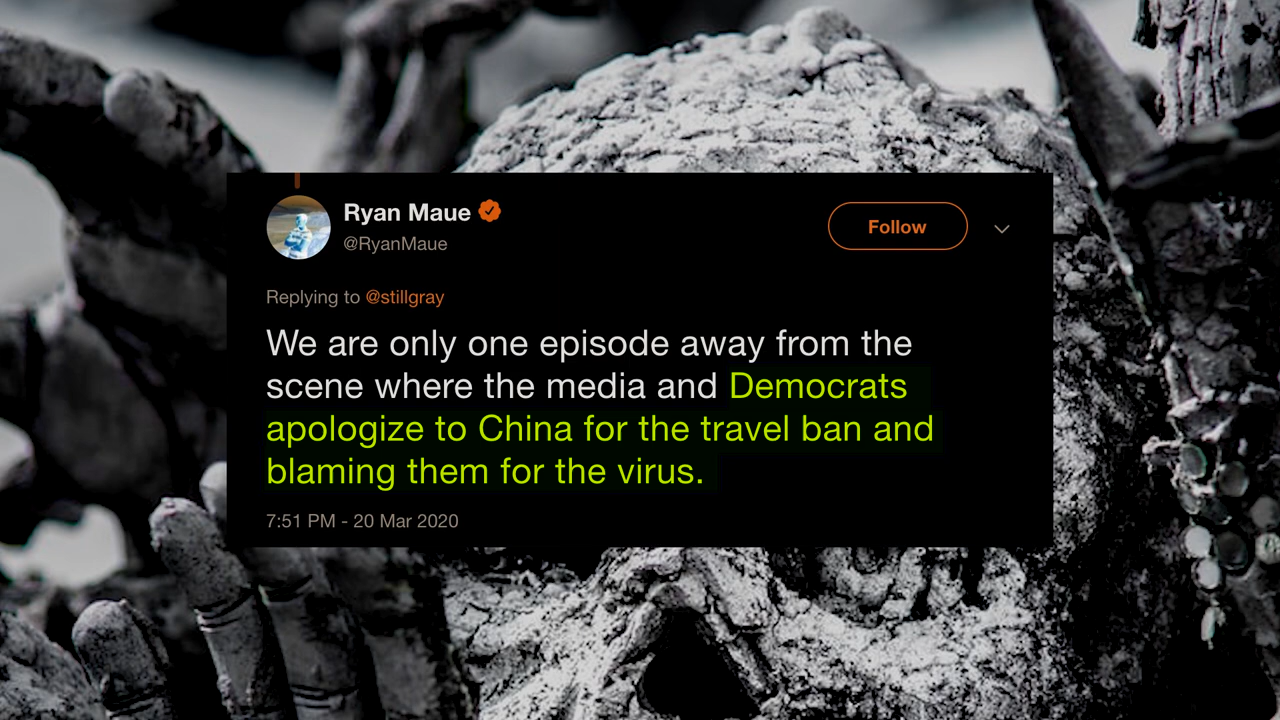 Ryan Maue
@RyanMaue
Follow
Replying to @stillgray
We are only one episode away from the
scene where the media and Democrats
apologize to China for the travel ban and
blaming them for the virus.
7:51 PM - 20 Mar 2020